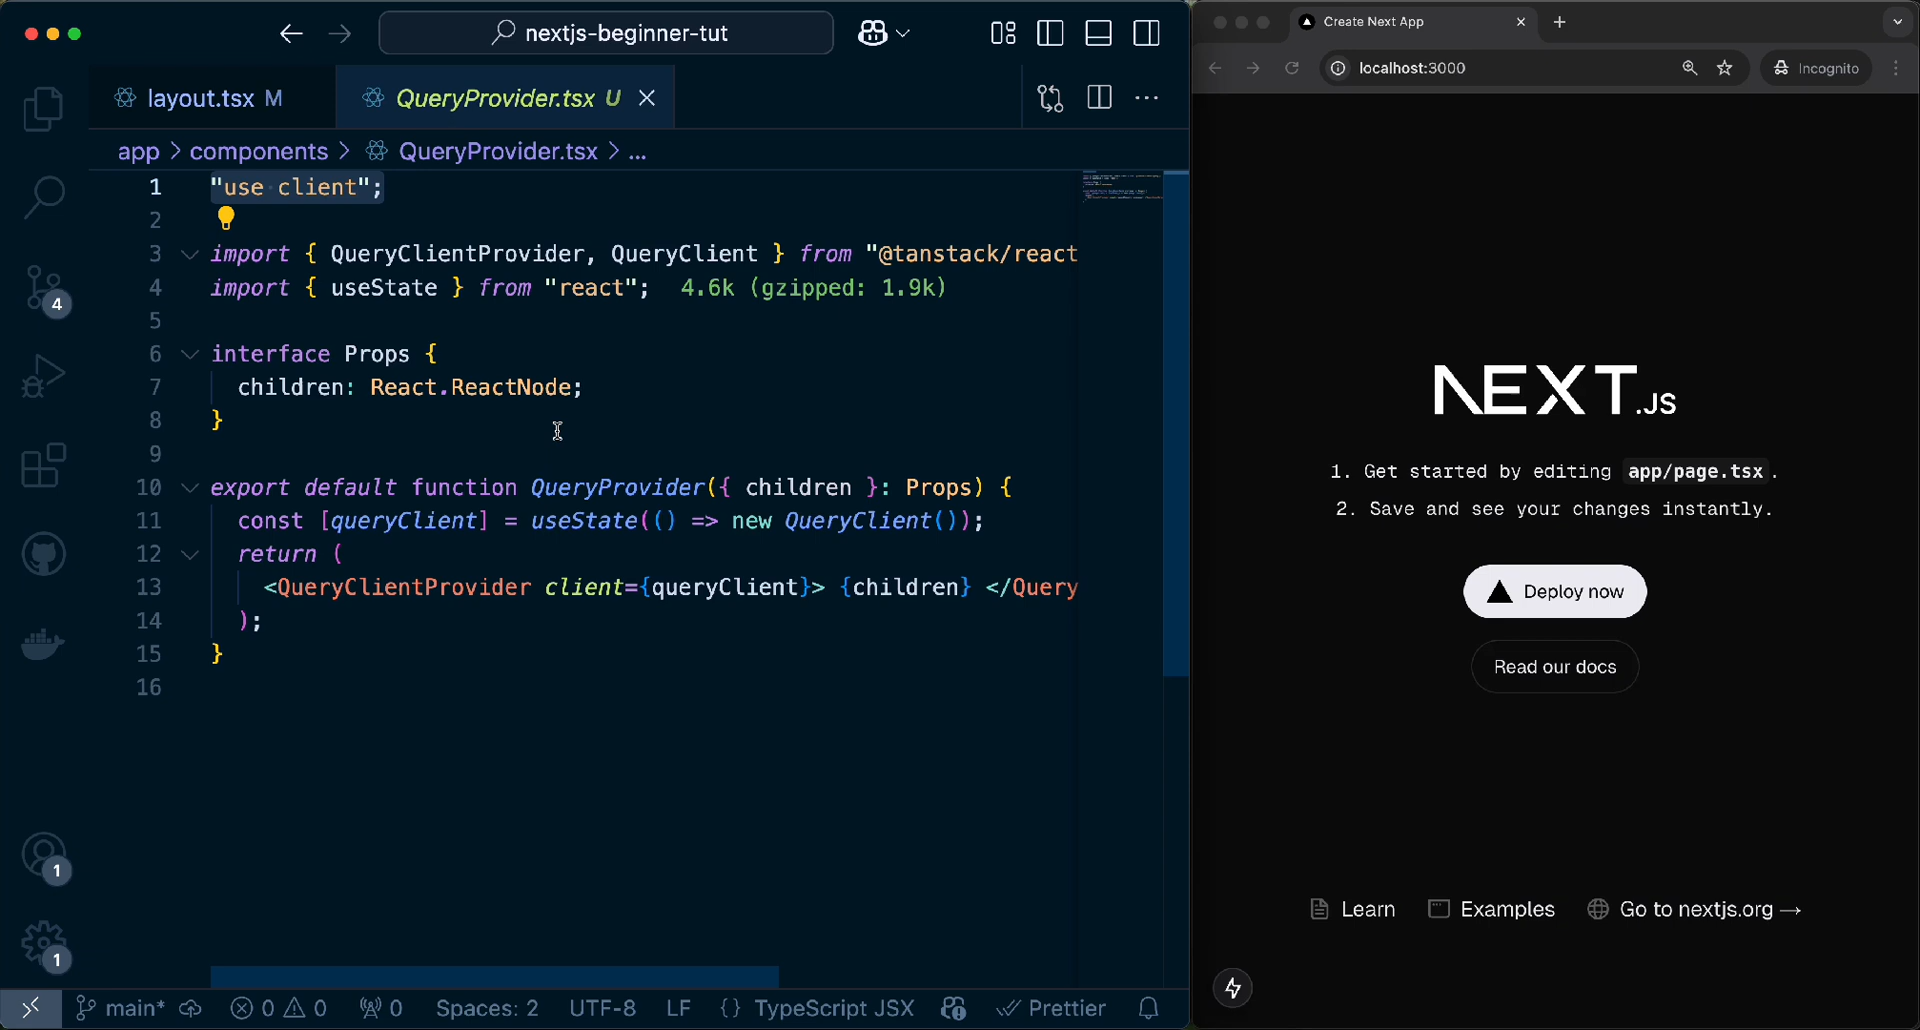 nextjs-beginner-tut
layout.tsx M
QueryProvider.tsx U
app > components > QueryProvider.tsx > ...
1 "use client";
2
3 import { QueryClientProvider, QueryClient } from "@tanstack/react
4 import { useState } from "react"; 4.6k (gzipped: 1.9k)
5
6 interface Props {
7 children: React.ReactNode;
8 }
9
10 export default function QueryProvider({ children }: Props) {
11 const [queryClient] = useState(() => new QueryClient());
12 return (
13 <QueryClientProvider client={queryClient}> {children} </Query
14 );
15 }
16
4
1
1
main* 0 0 0 Spaces: 2 UTF-8 LF {} TypeScript JSX Prettier
Create Next App
localhost:3000
Incognito
NEXT.JS
1. Get started by editing app/page.tsx.
2. Save and see your changes instantly.
Deploy now
Read our docs
Learn Examples Go to nextjs.org →